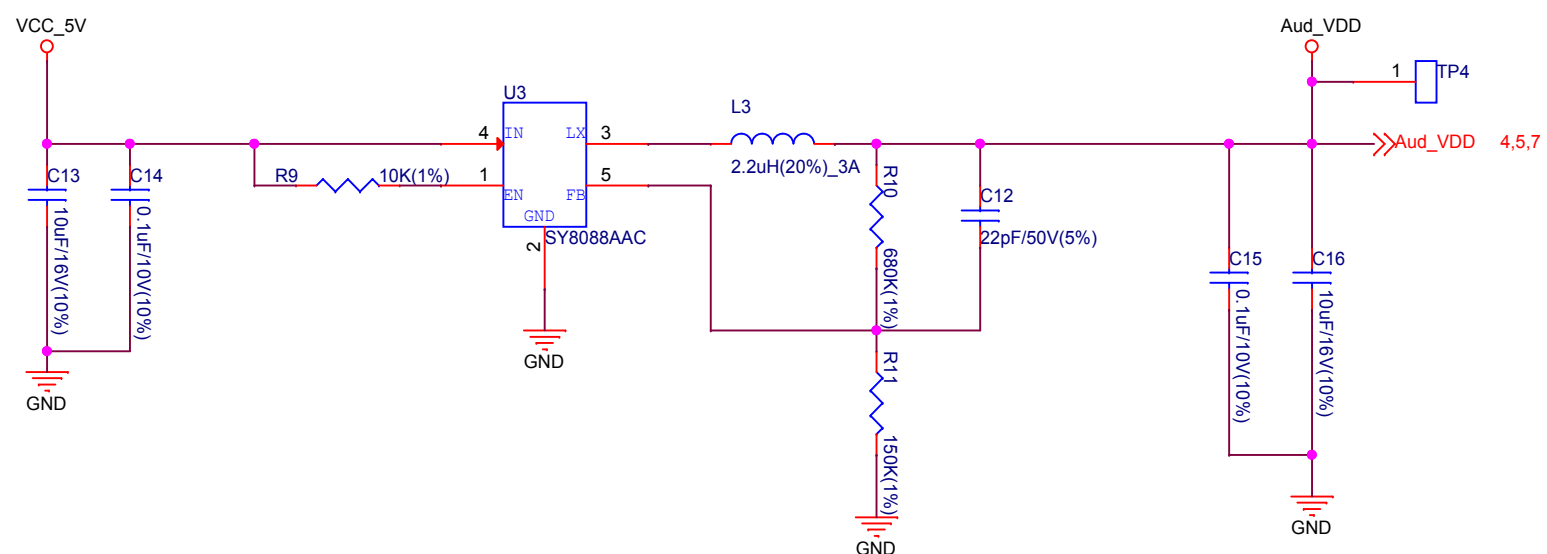 VCC_5V
Aud_VDD
1
TP4
U3
L3
4
IN
LX
3
Aud_VDD 4,5,7
2.2uH(20%)_3A
C13
C14
R9
10K(1%)
1
EN
FB
5
R10
GND
C12
10uF/16V(10%)
0.1uF/10V(10%)
2
SY8088AAC
22pF/50V(5%)
680K(1%)
C15
C16
0.1uF/10V(10%)
10uF/16V(10%)
GND
R11
GND
150K(1%)
GND
GND